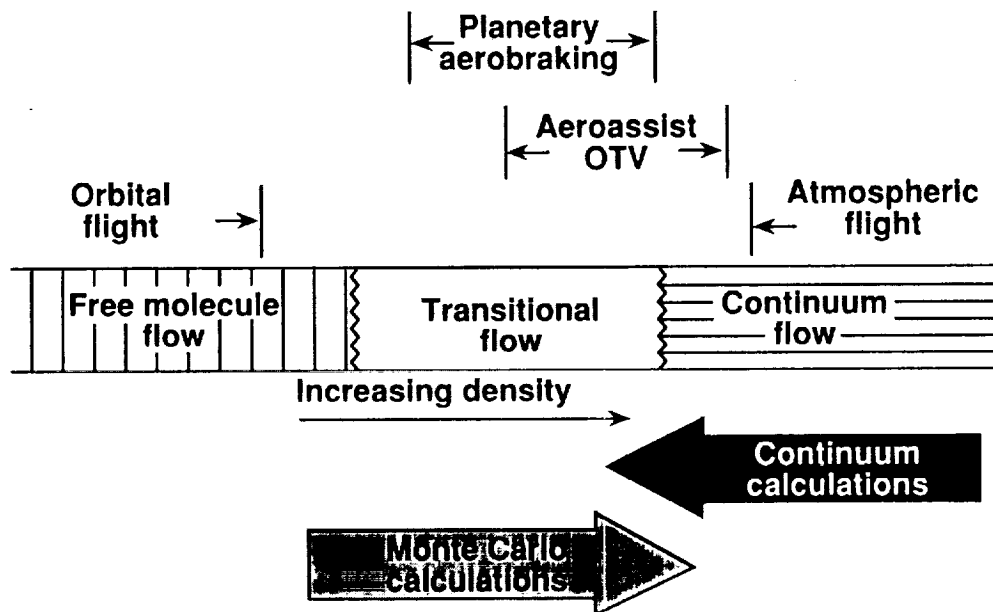 Planetary
aerobraking
Aeroassist
OTV
Orbital
flight
Atmospheric
flight
Free molecule
flow
Transitional
flow
Continuum
flow
Increasing density
Continuum
calculations
Monte Carlo
calculations